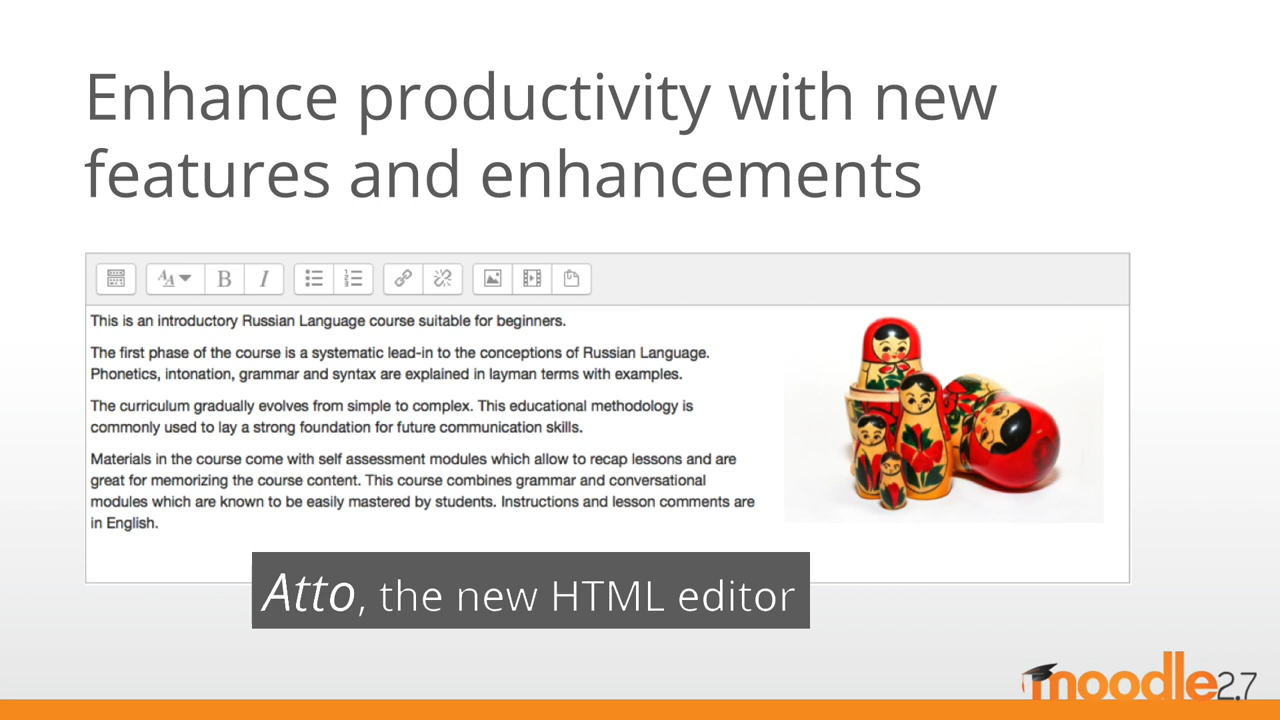 Enhance productivity with new
features and enhancements
B I
This is an introductory Russian Language course suitable for beginners.
The first phase of the course is a systematic lead-in to the conceptions of Russian Language.
Phonetics, intonation, grammar and syntax are explained in layman terms with examples.
The curriculum gradually evolves from simple to complex. This educational methodology is
commonly used to lay a strong foundation for future communication skills.
Materials in the course come with self assessment modules which allow to recap lessons and are
great for memorizing the course content. This course combines grammar and conversational
modules which are known to be easily mastered by students. Instructions and lesson comments are
in English.
Atto, the new HTML editor
moodle2.7